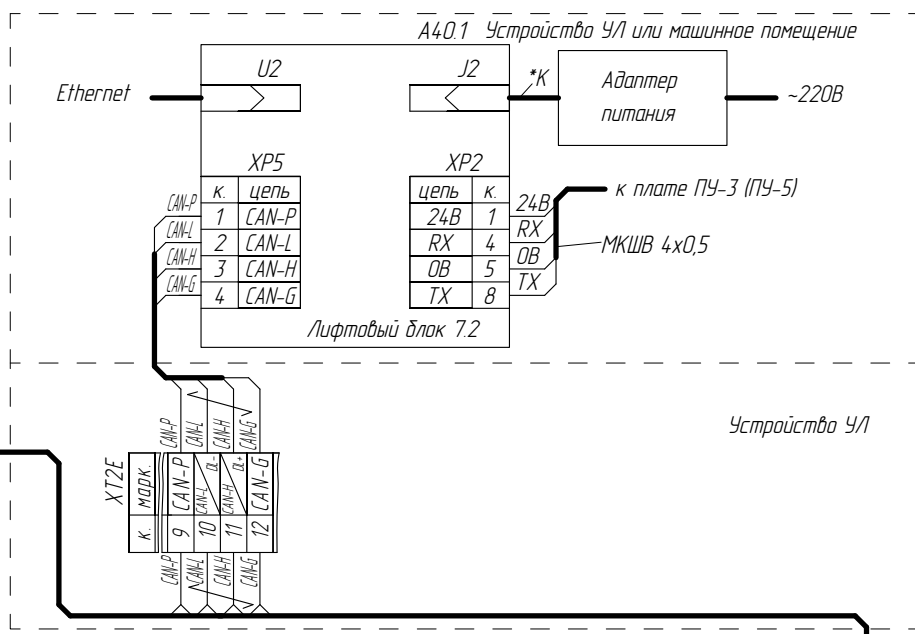 А40.1 Устройство УЛ или машинное помещение
U2
J2
*К
Адаптер
питания
Ethernet
~220В
XP5
XP2
к. цепь
цепь к.
1 CAN-P
2 CAN-L
3 CAN-H
4 CAN-G
24В 1
RX 4
0В 5
TX 8
CAN-P
CAN-L
CAN-H
CAN-G
24В
RX
0В
TX
к плате ПУ-3 (ПУ-5)
МКШВ 4х0,5
Лифтовый блок 7.2
Устройство УЛ
CAN-P
CAN-L
CAN-H
CAN-G
XT2E
марк.
CAN-P
CAN-L DL-
CAN-H DL+
CAN-G
к.
9
10
11
12
CAN-P
CAN-L
CAN-H
CAN-G